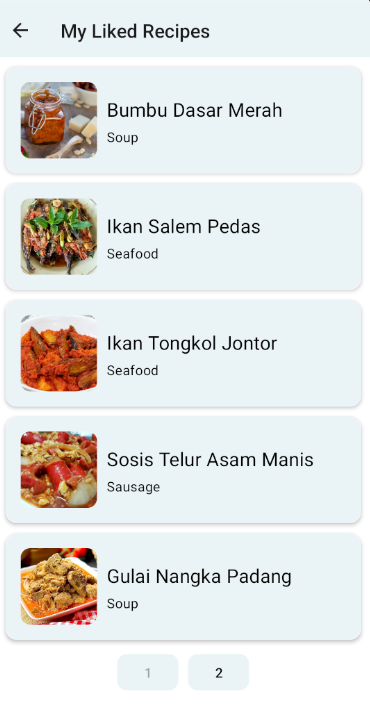 My Liked Recipes
Bumbu Dasar Merah
Soup
Ikan Salem Pedas
Seafood
Ikan Tongkol Jontor
Seafood
Sosis Telur Asam Manis
Sausage
Gulai Nangka Padang
Soup
1 2